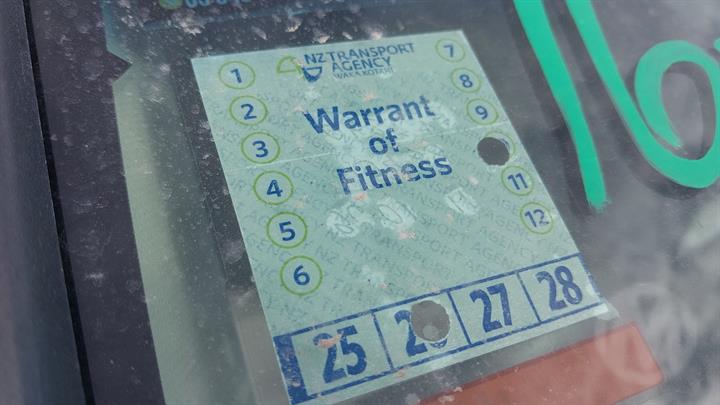 NZ TRANSPORT
AGENCY
WAKA KOTAHI
Warrant
of
Fitness
1 7
2 8
3 9
4 11
5 12
6
25 27 28